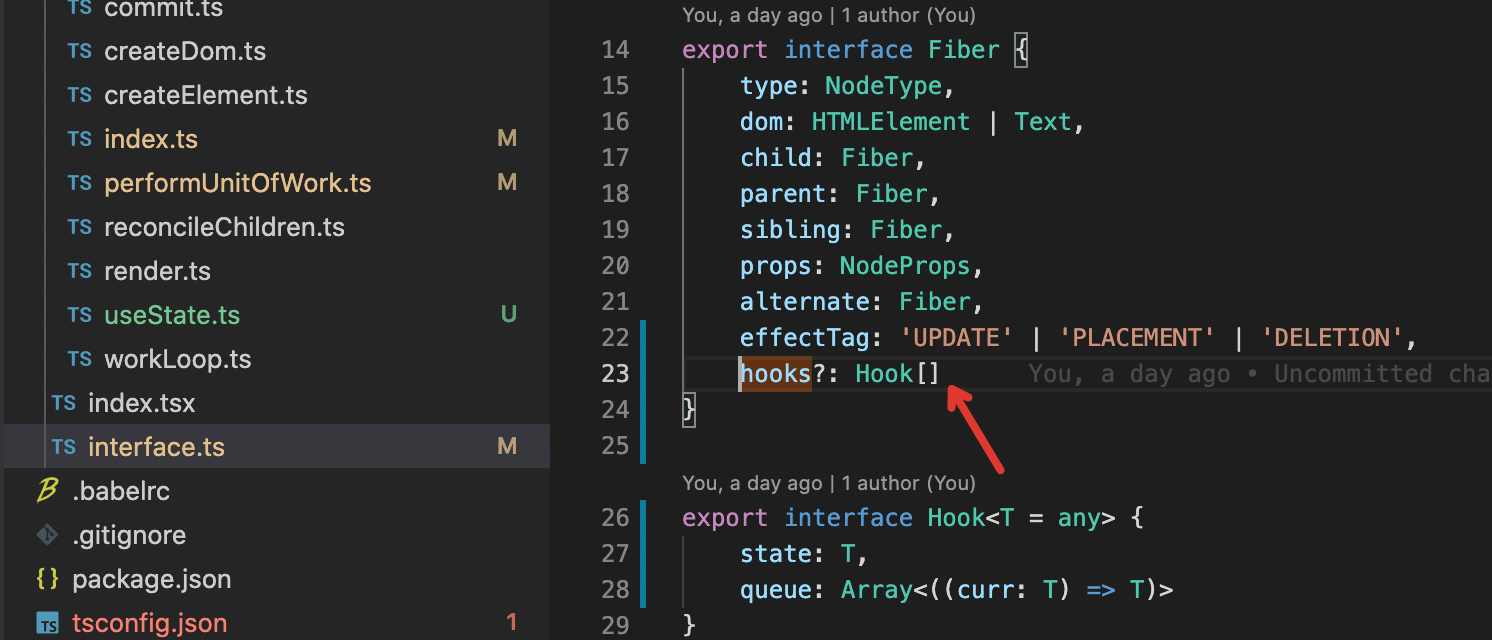 TS commit.ts
TS createDom.ts
TS createElement.ts
TS index.ts M
TS performUnitOfWork.ts M
TS reconcileChildren.ts
TS render.ts
TS useState.ts U
TS workLoop.ts
TS index.tsx
TS interface.ts M
.babelrc
.gitignore
{} package.json
TS tsconfig.json 1
You, a day ago | 1 author (You)
14 export interface Fiber {
15 type: NodeType,
16 dom: HTMLElement | Text,
17 child: Fiber,
18 parent: Fiber,
19 sibling: Fiber,
20 props: NodeProps,
21 alternate: Fiber,
22 effectTag: 'UPDATE' | 'PLACEMENT' | 'DELETION',
23 hooks?: Hook[] You, a day ago • Uncommitted cha
24 }
25
You, a day ago | 1 author (You)
26 export interface Hook<T = any> {
27 state: T,
28 queue: Array<((curr: T) => T)>
29 }